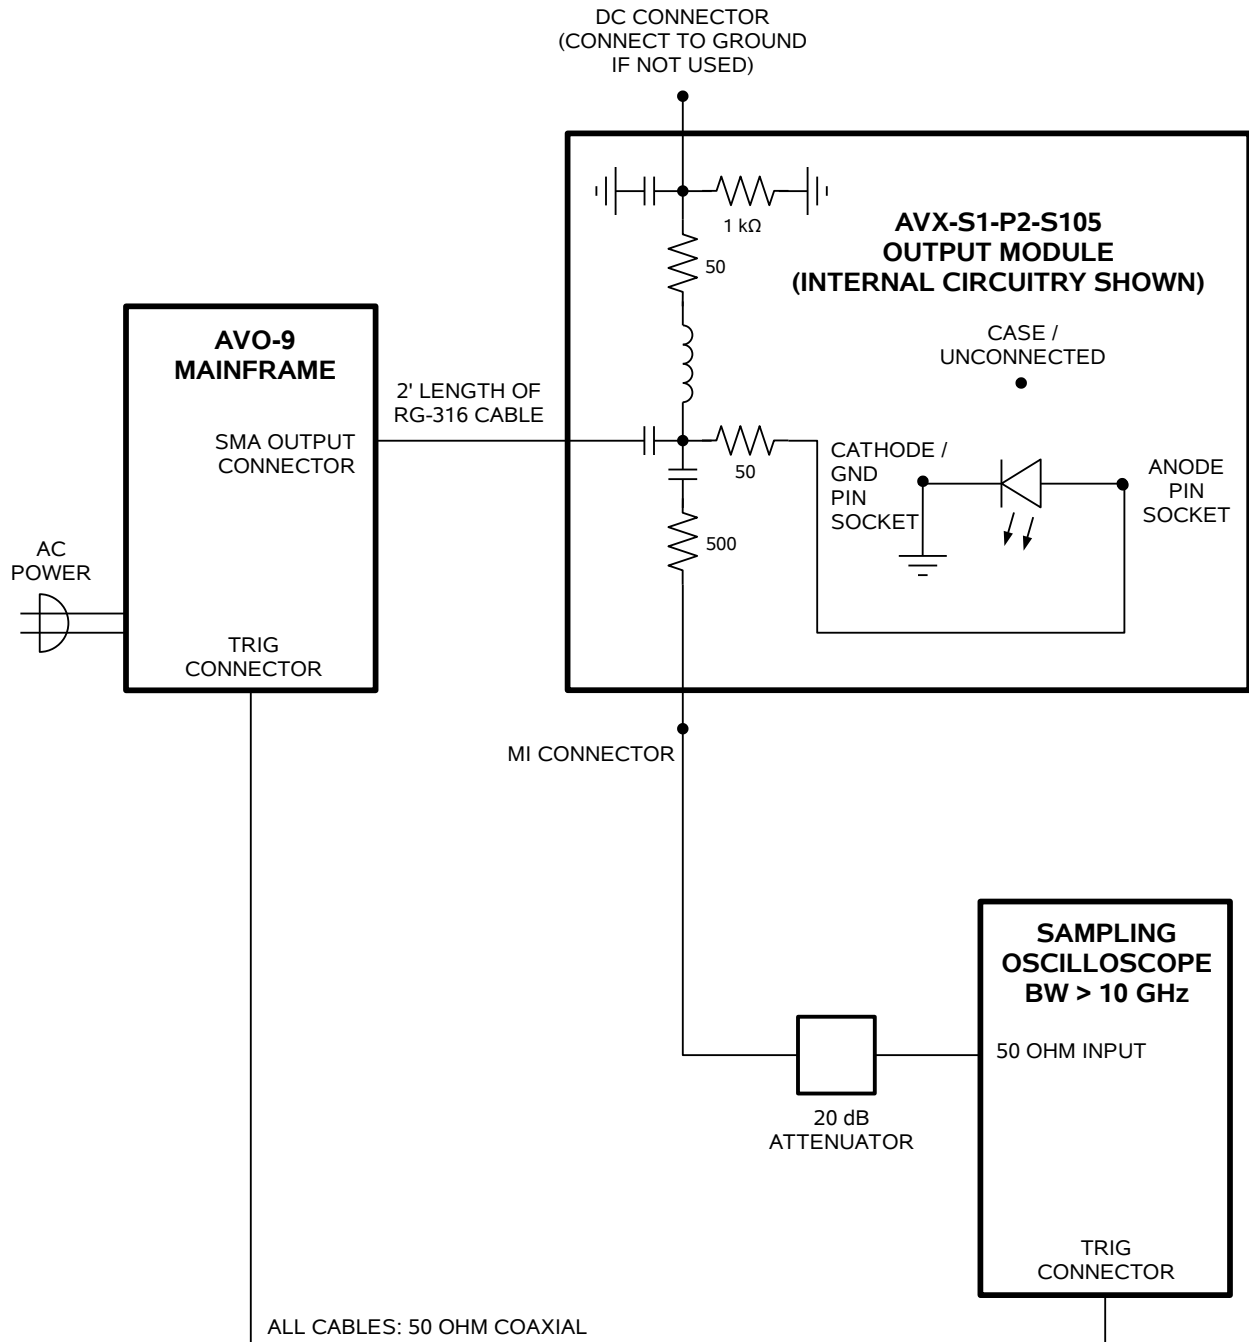 DC CONNECTOR
(CONNECT TO GROUND
IF NOT USED)
1 kΩ
50
AVX-S1-P2-S105
OUTPUT MODULE
(INTERNAL CIRCUITRY SHOWN)
AVO-9
MAINFRAME
CASE /
UNCONNECTED
2' LENGTH OF
RG-316 CABLE
SMA OUTPUT
CONNECTOR
50
CATHODE /
GND
PIN
SOCKET
ANODE
PIN
SOCKET
500
AC
POWER
TRIG
CONNECTOR
MI CONNECTOR
SAMPLING
OSCILLOSCOPE
BW > 10 GHz
50 OHM INPUT
20 dB
ATTENUATOR
TRIG
CONNECTOR
ALL CABLES: 50 OHM COAXIAL